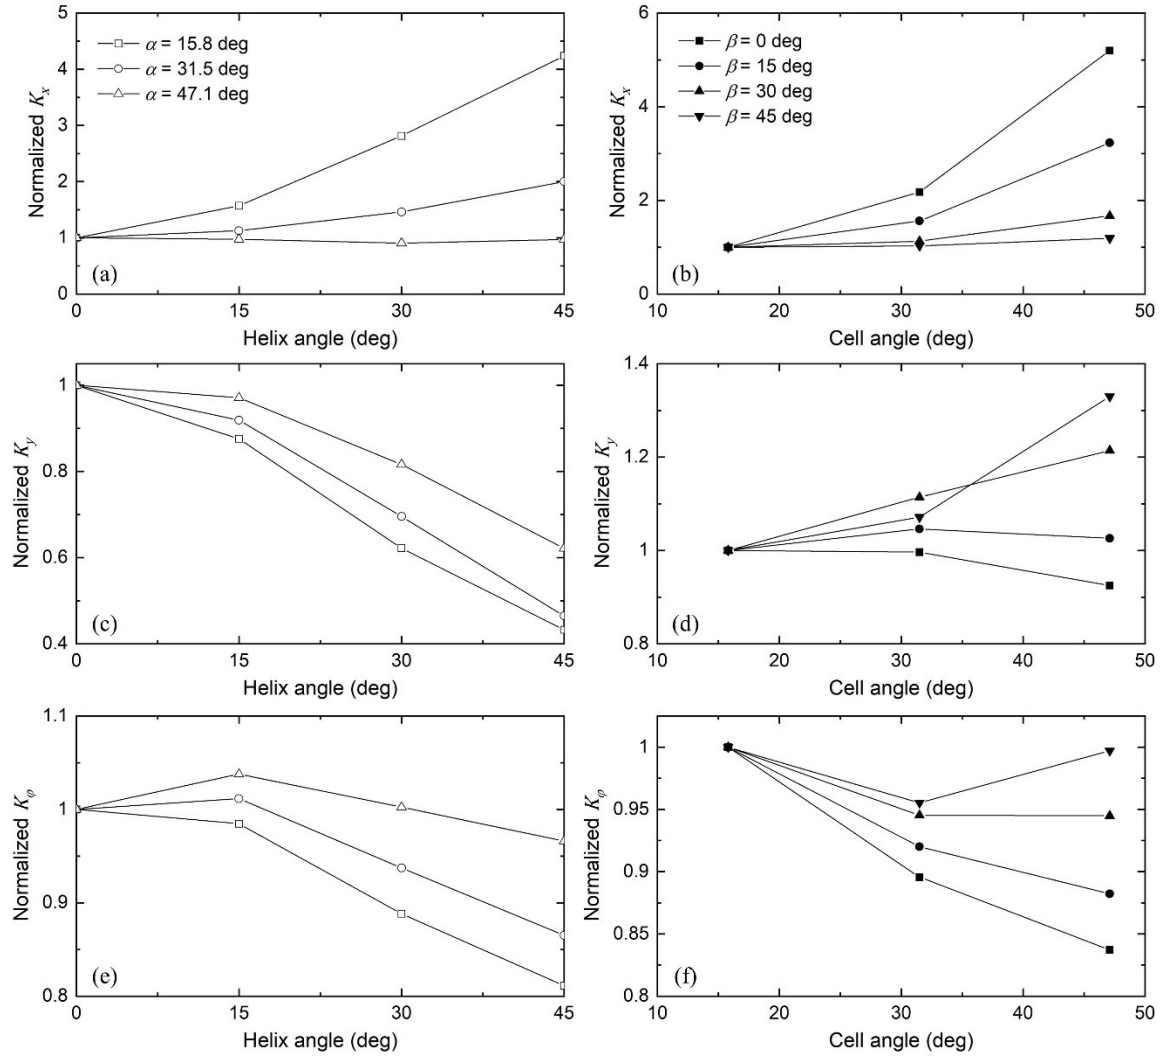 Normalized Kx
5
4
3
2
1
0
α = 15.8 deg
α = 31.5 deg
α = 47.1 deg
(a)
0 15 30 45
Helix angle (deg)
Normalized Kx
6
4
2
0
β = 0 deg
β = 15 deg
β = 30 deg
β = 45 deg
(b)
10 20 30 40 50
Cell angle (deg)
Normalized Ky
1
0.8
0.6
0.4
(c)
0 15 30 45
Helix angle (deg)
Normalized Ky
1.4
1.2
1
0.8
(d)
10 20 30 40 50
Cell angle (deg)
Normalized Kφ
1.1
1
0.9
0.8
(e)
0 15 30 45
Helix angle (deg)
Normalized Kφ
1
0.95
0.9
0.85
0.8
(f)
10 20 30 40 50
Cell angle (deg)